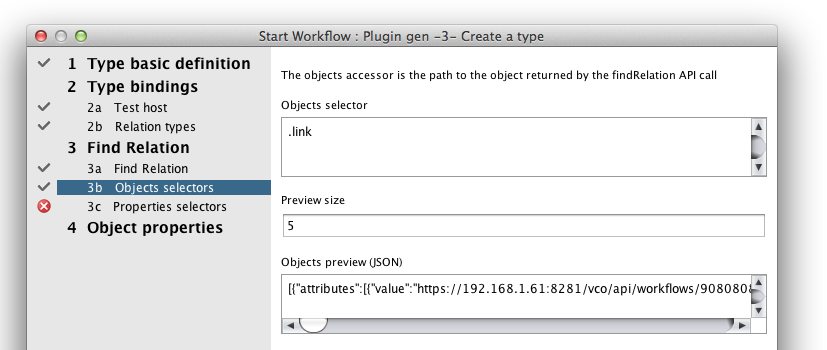 Start Workflow : Plugin gen -3- Create a type
1 Type basic definition
2 Type bindings
2a Test host
2b Relation types
3 Find Relation
3a Find Relation
3b Objects selectors
3c Properties selectors
4 Object properties
The objects accessor is the path to the object returned by the findRelation API call
Objects selector
.link
Preview size
5
Objects preview (JSON)
[{"attributes":[{"value":"https://192.168.1.61:8281/vco/api/workflows/9080808